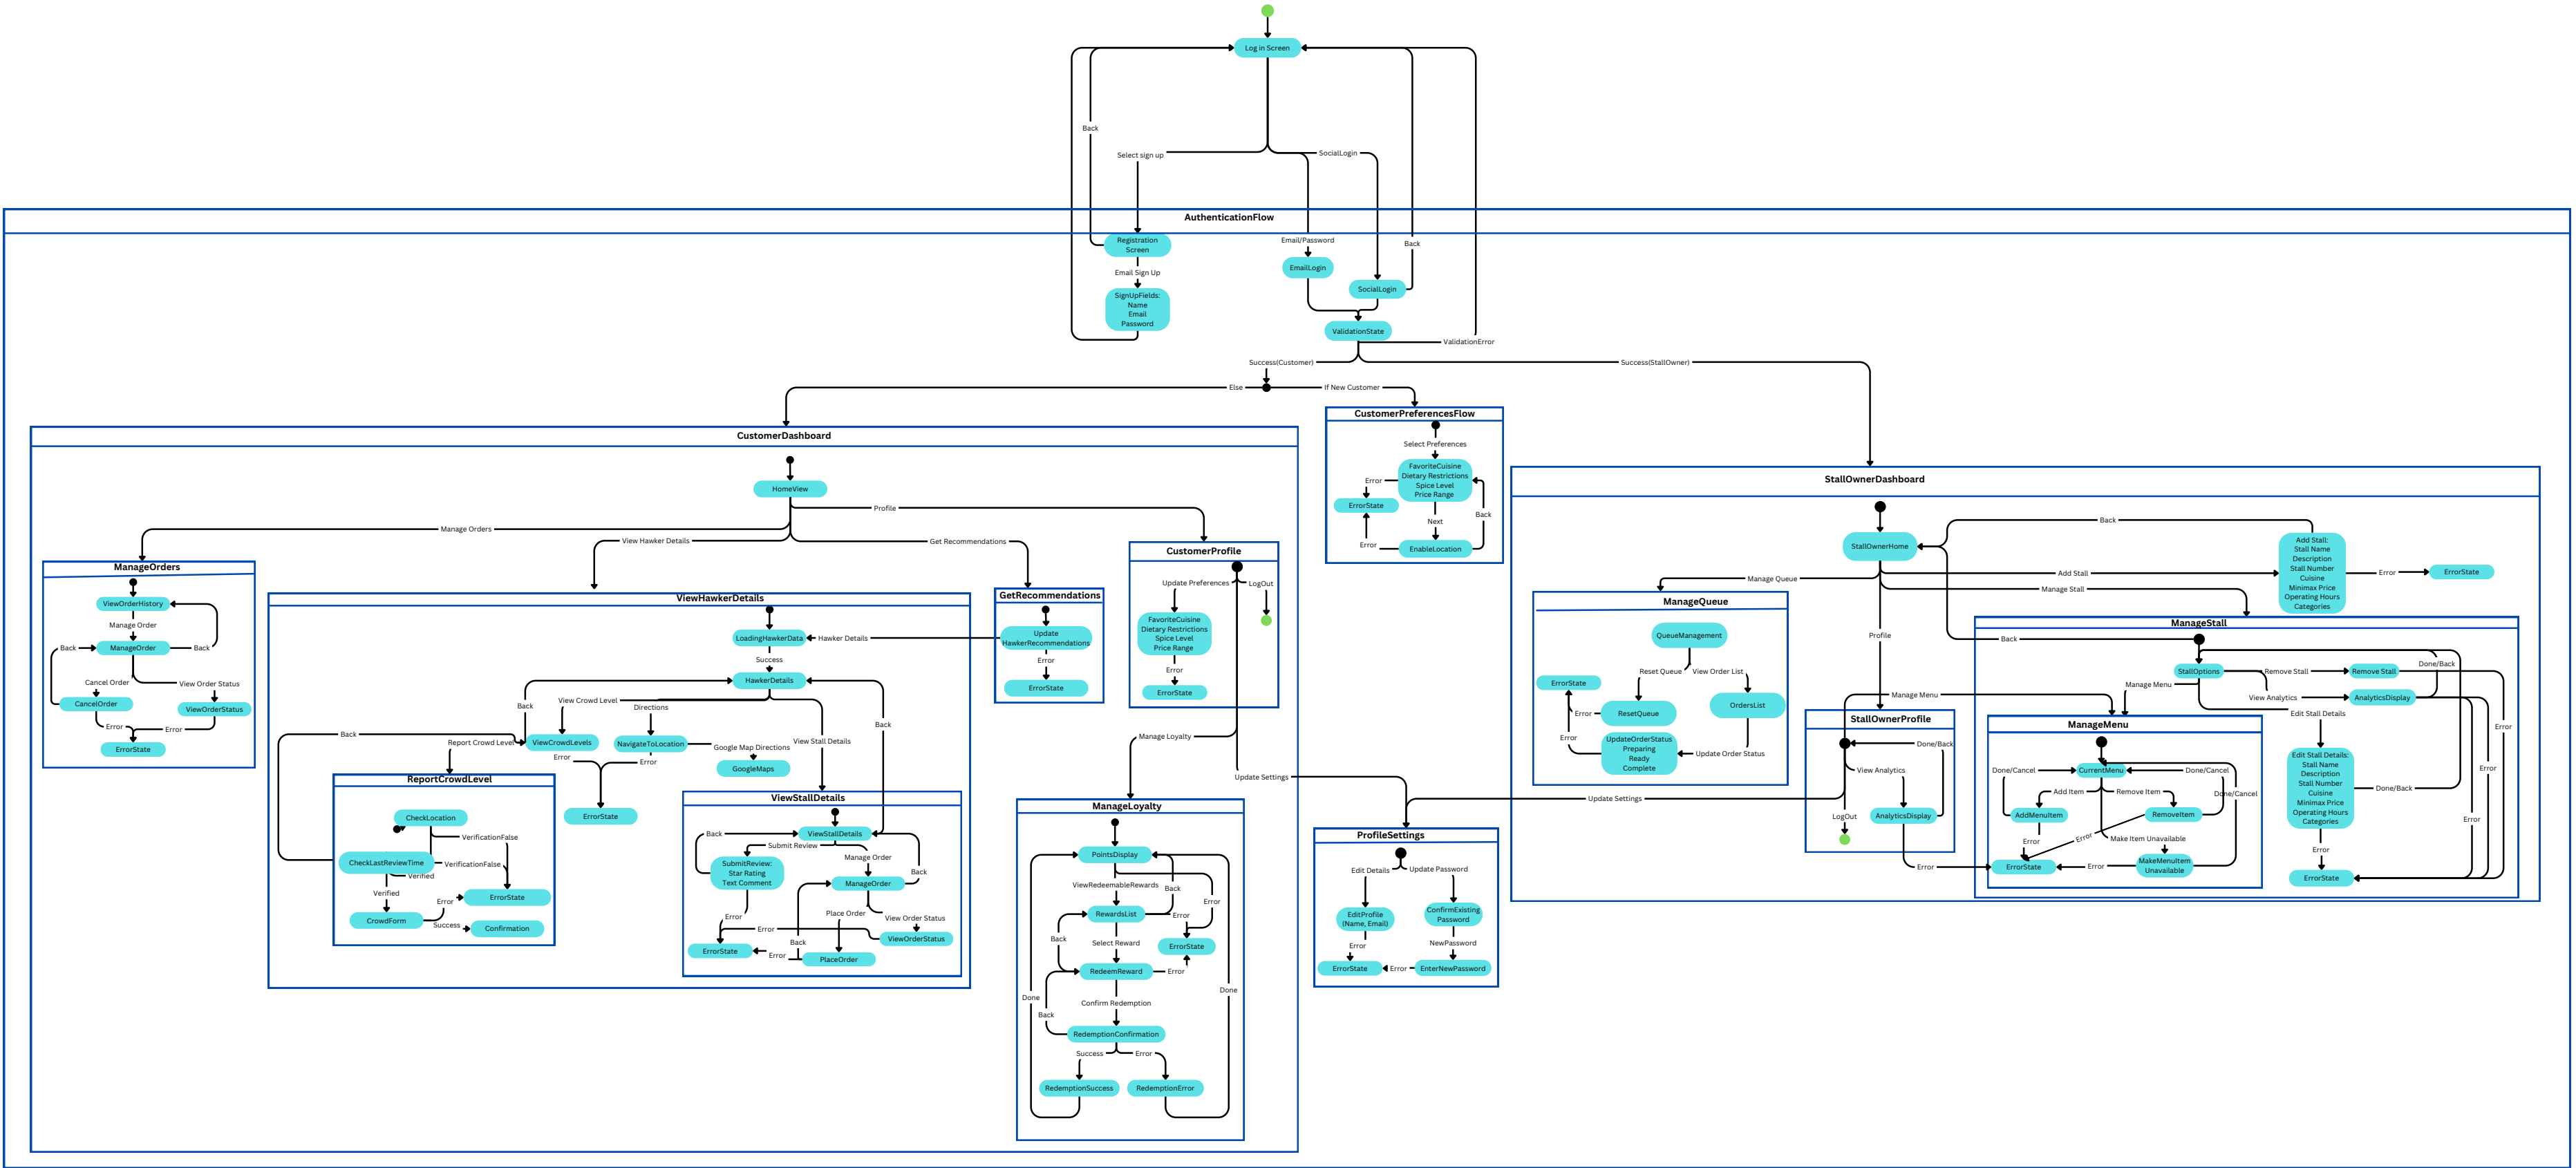 Log in Screen
Back
Select sign up
SocialLogin
AuthenticationFlow
Registration
Screen
Email/Password
Back
Email Sign Up
EmailLogin
SignUpFields:
Name
Email
Password
SocialLogin
ValidationState
ValidationError
Success(Customer)
Success(StallOwner)
Else
If New Customer
CustomerPreferencesFlow
Select Preferences
FavoriteCuisine
Dietary Restrictions
Spice Level
Price Range
Error
ErrorState
Next
Back
Error
EnableLocation
CustomerDashboard
HomeView
Profile
Manage Orders
View Hawker Details
Get Recommendations
ManageOrders
ViewOrderHistory
Manage Order
Back
ManageOrder
Back
Cancel Order
View Order Status
CancelOrder
ViewOrderStatus
Error
Error
ErrorState
ViewHawkerDetails
LoadingHawkerData
Hawker Details
Success
HawkerDetails
View Crowd Level
Directions
Back
Back
Back
Report Crowd Level
ViewCrowdLevels
NavigateToLocation
Google Map Directions
View Stall Details
Error
Error
GoogleMaps
ErrorState
ReportCrowdLevel
CheckLocation
VerificationFalse
CheckLastReviewTime
VerificationFalse
Verified
Verified
Error
ErrorState
CrowdForm
Success
Confirmation
ViewStallDetails
Back
ViewStallDetails
Submit Review
Manage Order
SubmitReview:
Star Rating
Text Comment
Back
ManageOrder
Place Order
Error
View Order Status
Error
ViewOrderStatus
Back
ErrorState
Error
PlaceOrder
GetRecommendations
Update
HawkerRecommendations
Error
ErrorState
CustomerProfile
Update Preferences
LogOut
FavoriteCuisine
Dietary Restrictions
Spice Level
Price Range
Error
ErrorState
Manage Loyalty
Update Settings
ManageLoyalty
PointsDisplay
ViewRedeemableRewards
Back
Error
RewardsList
Error
Back
Select Reward
ErrorState
RedeemReward
Error
Done
Done
Confirm Redemption
Back
RedemptionConfirmation
Success
Error
RedemptionSuccess
RedemptionError
ProfileSettings
Edit Details
Update Password
EditProfile
(Name, Email)
ConfirmExisting
Password
Error
NewPassword
ErrorState
Error
EnterNewPassword
StallOwnerDashboard
Back
StallOwnerHome
Add Stall:
Stall Name
Description
Stall Number
Cuisine
Minimax Price
Operating Hours
Categories
Add Stall
Error
ErrorState
Manage Queue
Manage Stall
Profile
Back
ManageQueue
QueueManagement
Reset Queue
View Order List
ErrorState
Error
ResetQueue
OrdersList
Error
UpdateOrderStatus
Preparing
Ready
Complete
Update Order Status
Update Settings
Manage Menu
StallOwnerProfile
Done/Back
View Analytics
LogOut
AnalyticsDisplay
Error
ManageStall
StallOptions
Remove Stall
Remove Stall
Done/Back
Manage Menu
View Analytics
AnalyticsDisplay
Edit Stall Details
Error
Edit Stall Details:
Stall Name
Description
Stall Number
Cuisine
Minimax Price
Operating Hours
Categories
Error
Done/Back
Error
Error
ErrorState
ManageMenu
Done/Cancel
CurrentMenu
Done/Cancel
Add Item
Remove Item
Done/Cancel
AddMenuItem
RemoveItem
Error
Error
Make Item Unavailable
ErrorState
Error
MakeMenuItem
Unavailable